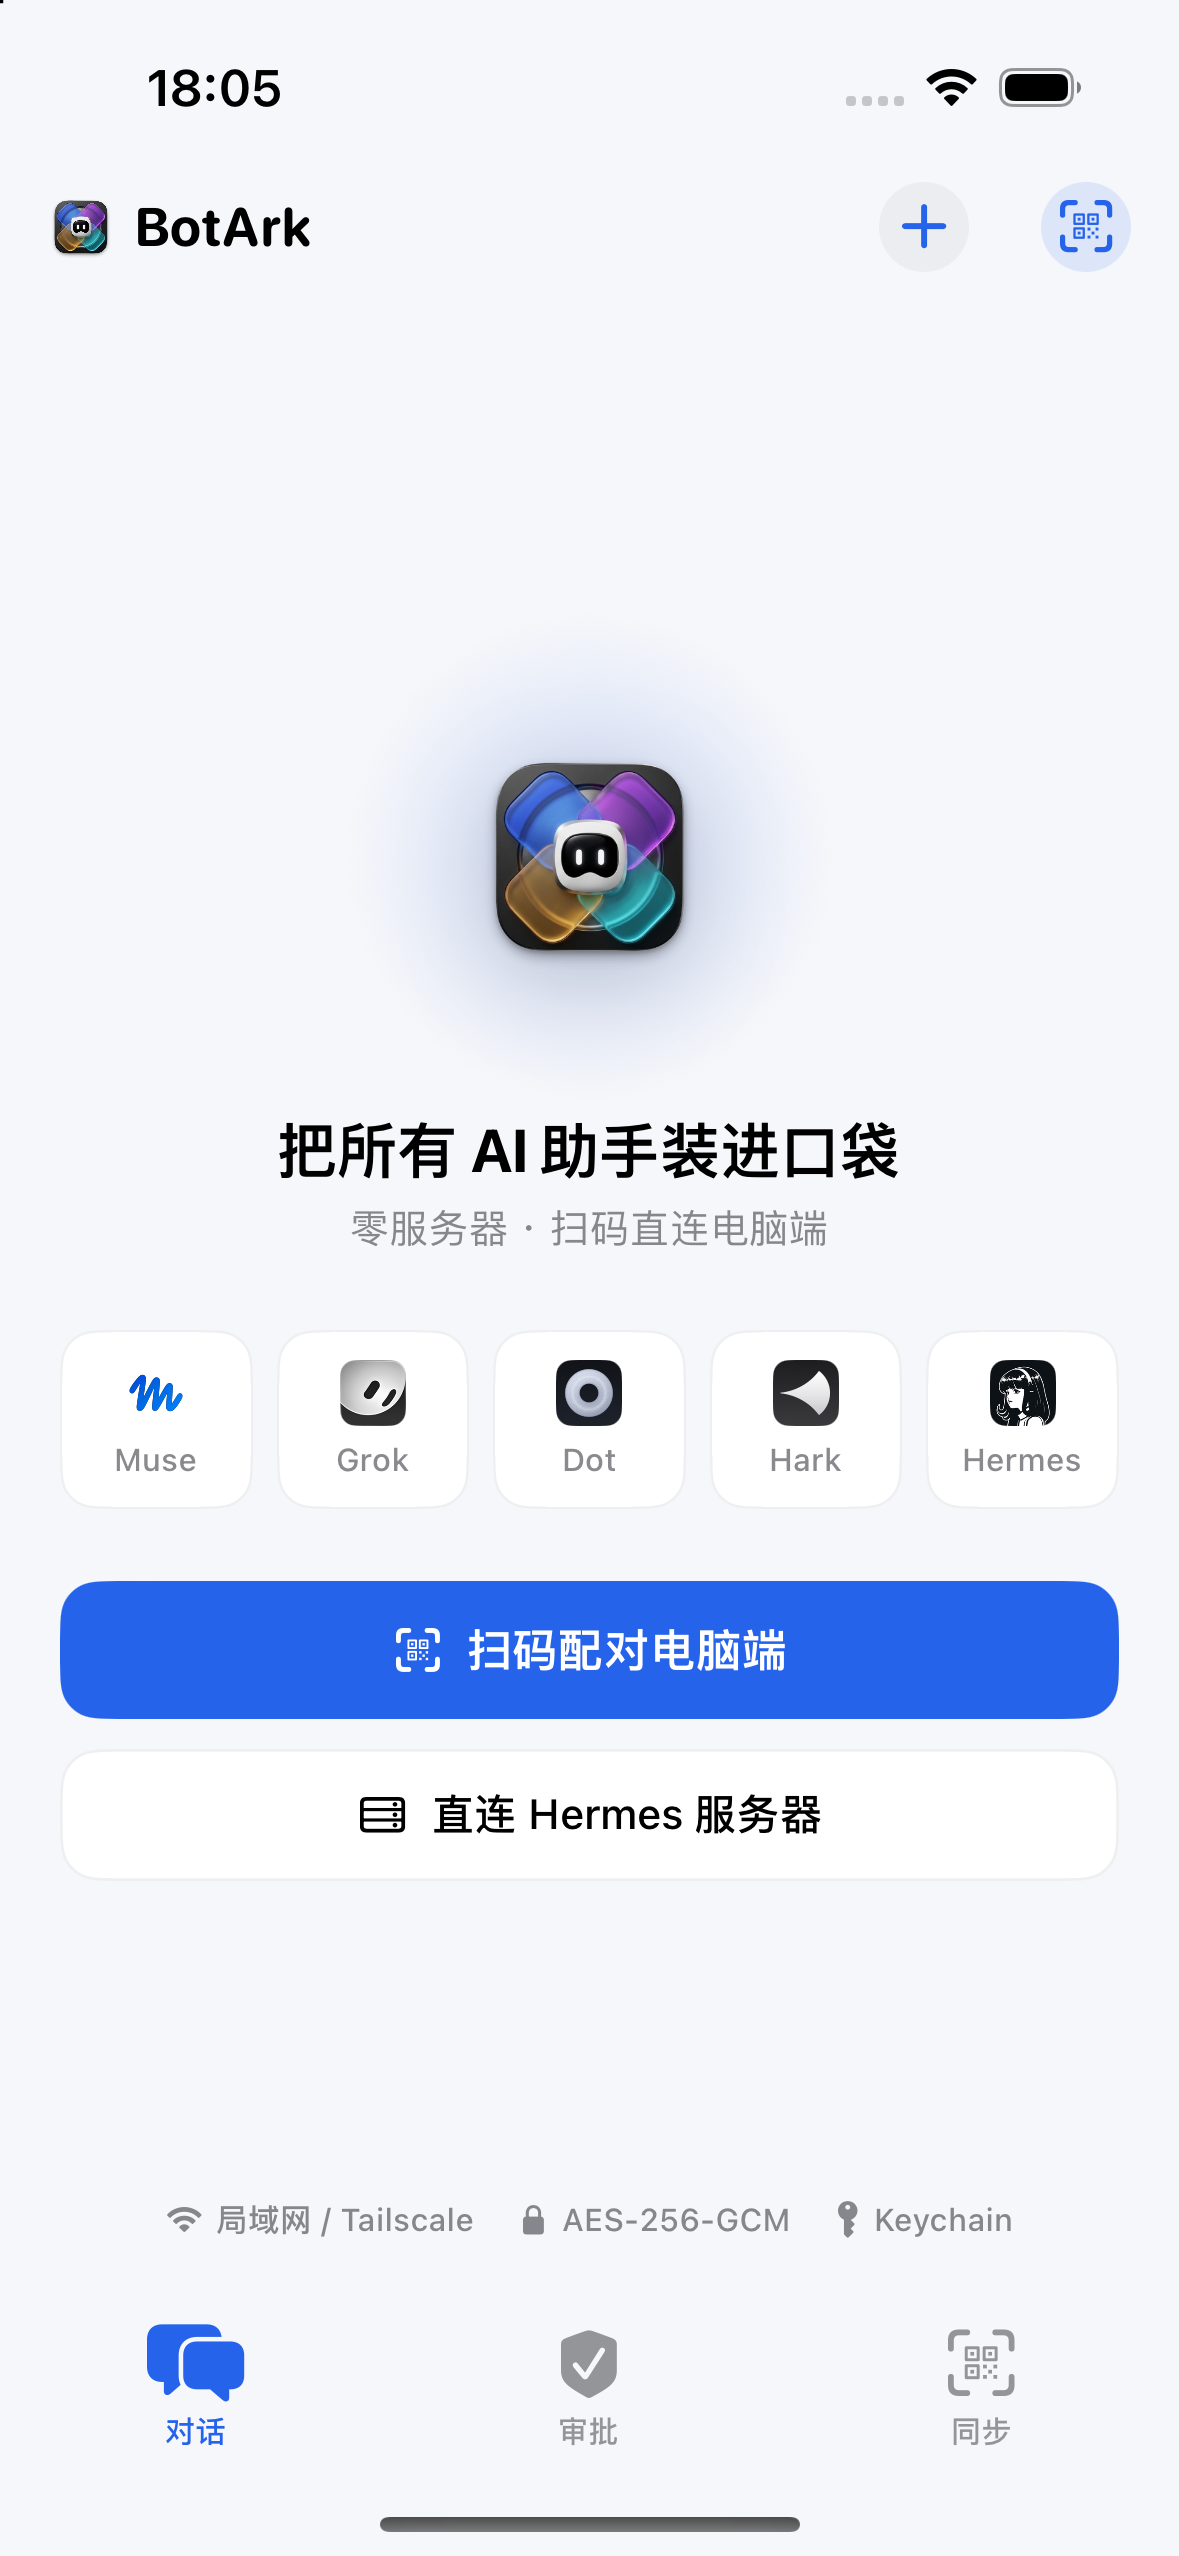 18:05
BotArk
把所有 AI 助手装进口袋
零服务器 · 扫码直连电脑端
Muse
Grok
Dot
Hark
Hermes
扫码配对电脑端
直连 Hermes 服务器
局域网 / Tailscale
AES-256-GCM
Keychain
对话
审批
同步